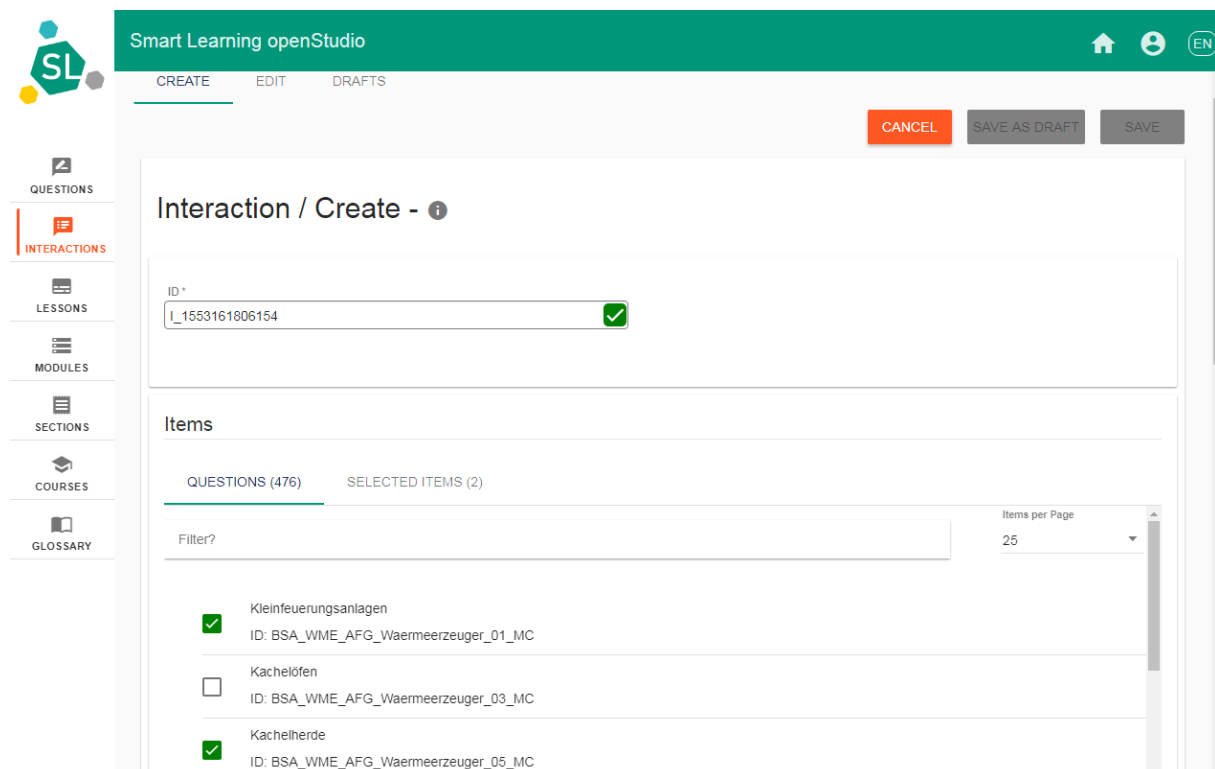 SL
Smart Learning openStudio
EN
CREATE EDIT DRAFTS
CANCEL SAVE AS DRAFT SAVE
QUESTIONS
INTERACTIONS
LESSONS
MODULES
SECTIONS
COURSES
GLOSSARY
Interaction / Create -
ID *
I_1553161806154
Items
QUESTIONS (476) SELECTED ITEMS (2)
Filter?
Items per Page
25
Kleinfeuerungsanlagen
ID: BSA_WME_AFG_Waermeerzeuger_01_MC
Kachelöfen
ID: BSA_WME_AFG_Waermeerzeuger_03_MC
Kachelherde
ID: BSA_WME_AFG_Waermeerzeuger_05_MC